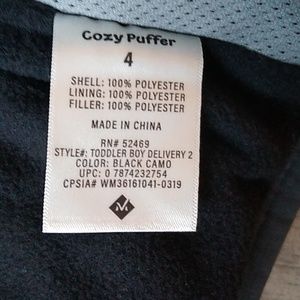 Cozy Puffer
4
SHELL: 100% POLYESTER
LINING: 100% POLYESTER
FILLER: 100% POLYESTER
MADE IN CHINA
RN# 52469
STYLE#: TODDLER BOY DELIVERY 2
COLOR: BLACK CAMO
UPC: 0 7874232754
CPSIA# WM36161041-0319